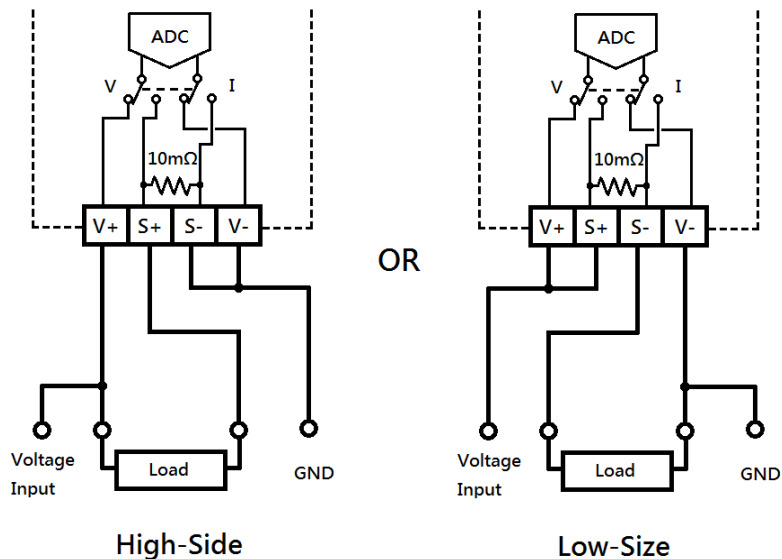 ADC
V
I
10mΩ
V+ S+ S- V-
Voltage
Input
Load
GND
High-Side
OR
ADC
V
I
10mΩ
V+ S+ S- V-
Voltage
Input
Load
GND
Low-Size